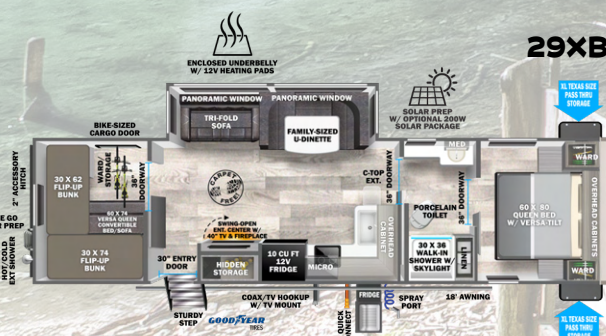 29XB
ENCLOSED UNDERBELLY
W/ 12V HEATING PADS
SOLAR PREP
W/ OPTIONAL 200W
SOLAR PACKAGE
XL TEXAS SIZE
PASS THRU
STORAGE
PANORAMIC WINDOW
PANORAMIC WINDOW
TRI-FOLD
SOFA
FAMILY-SIZED
U-DINETTE
BIKE-SIZED
CARGO DOOR
2" ACCESSORY
HITCH
30 X 62
FLIP-UP
BUNK
WARD/
STORAGE
30"
DOORWAY
60 X 74
VERSA QUEEN
CONVERTIBLE
BED/SOFA
30 X 74
FLIP-UP
BUNK
HOT/COLD
EXT SHOWER
CARPET
FREE
C-TOP
EXT.
36" DOORWAY
MED
PORCELAIN
TOILET
36" DOORWAY
WARD
60 X 80
QUEEN BED
W/ VERSA-TILT
OVERHEAD CABINETS
WARD
SWING-OPEN
ENT. CENTER W/
40" TV & FIREPLACE
OVERHEAD
CABINET
30 X 36
WALK-IN
SHOWER W/
SKYLIGHT
LINEN
30" ENTRY
DOOR
HIDDEN
STORAGE
10 CU FT
12V
FRIDGE
MICRO
STURDY
STEP
COAX/TV HOOKUP
W/ TV MOUNT
GOODYEAR
TIRES
QUICK
FRIDGE
SPRAY
PORT
18' AWNING
XL TEXAS SIZE
PASS THRU
STORAGE